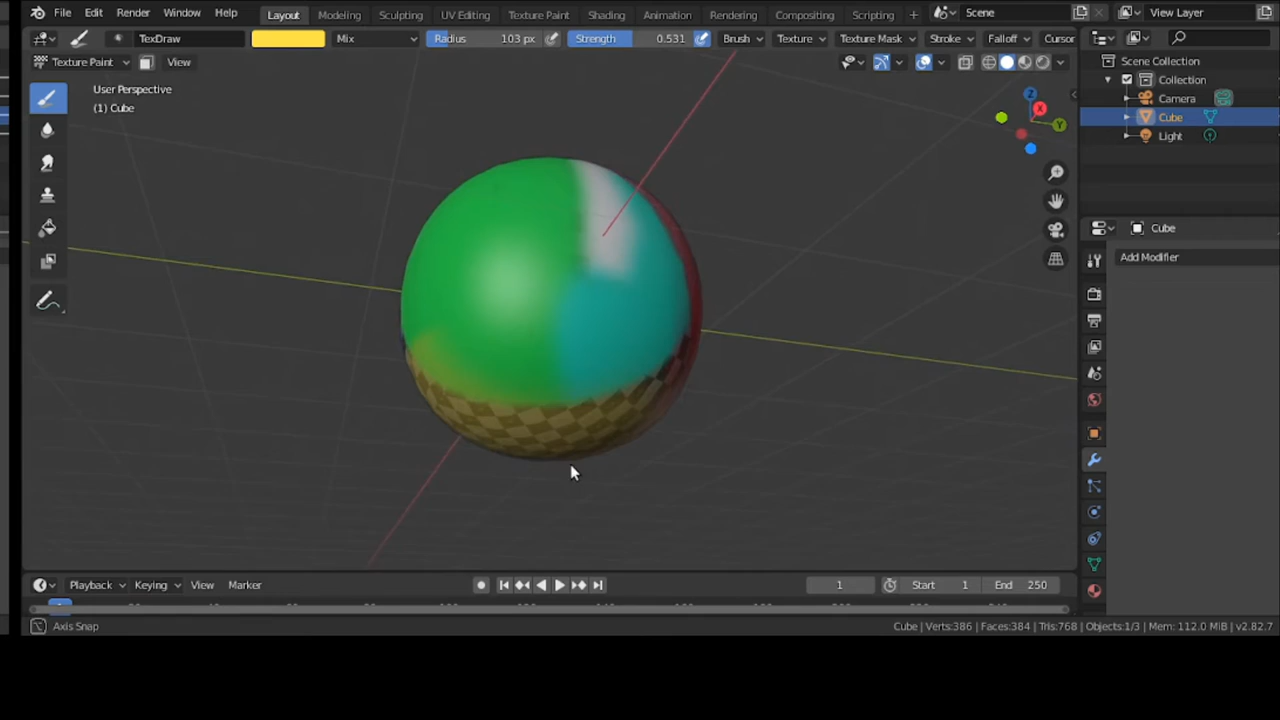 File Edit Render Window Help Layout Modeling Sculpting UV Editing Texture Paint Shading Animation Rendering Compositing Scripting + Scene View Layer
TexDraw Mix Radius 103 px Strength 0.531 Brush Texture Texture Mask Stroke Falloff Cursor
Texture Paint View
User Perspective
(1) Cube
Scene Collection
Collection
Camera
Cube
Light
Z
X
Y
Cube
Add Modifier
Playback Keying View Marker 1 Start 1 End 250
Axis Snap Cube | Verts:386 | Faces:384 | Tris:768 | Objects:1/3 | Mem: 112.0 MiB | v2.82.7